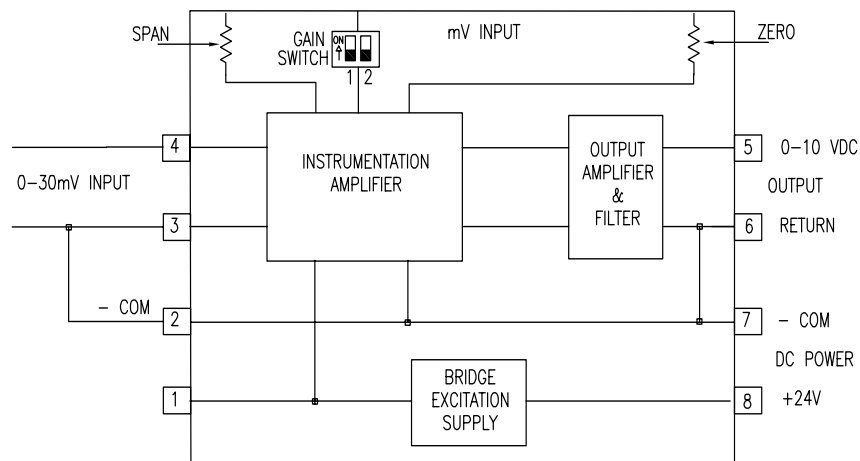 SPAN
GAIN
SWITCH
ON
1 2
mV INPUT
ZERO
4
INSTRUMENTATION
AMPLIFIER
OUTPUT
AMPLIFIER
&
FILTER
5
0-10 VDC
0-30mV INPUT
OUTPUT
3
6
RETURN
- COM
2
7
- COM
DC POWER
1
BRIDGE
EXCITATION
SUPPLY
8
+24V